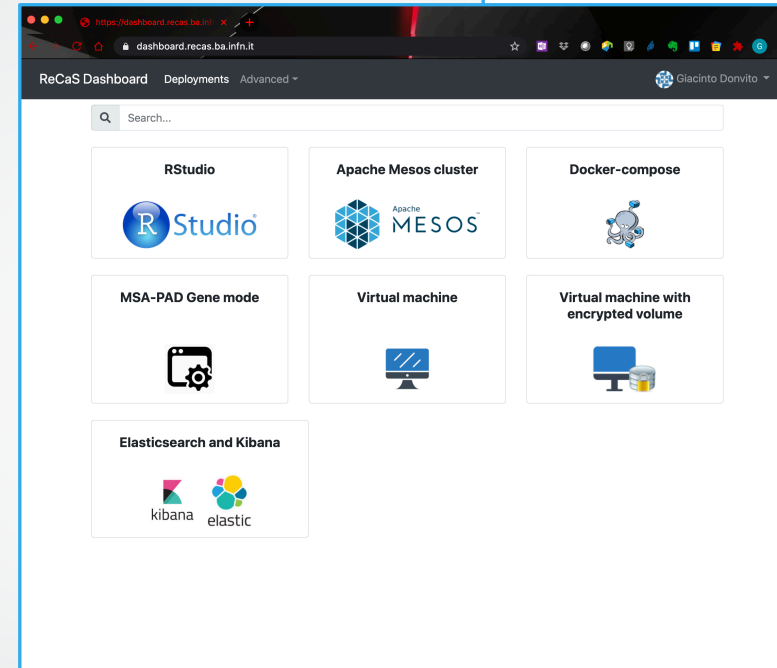 https://dashboard.recas.ba.inf
dashboard.recas.ba.infn.it
ReCaS Dashboard Deployments Advanced Giacinto Donvito
Search...
RStudio
Apache Mesos cluster
Docker-compose
R Studio
Apache
MESOS
MSA-PAD Gene mode
Virtual machine
Virtual machine with
encrypted volume
Elasticsearch and Kibana
kibana
elastic